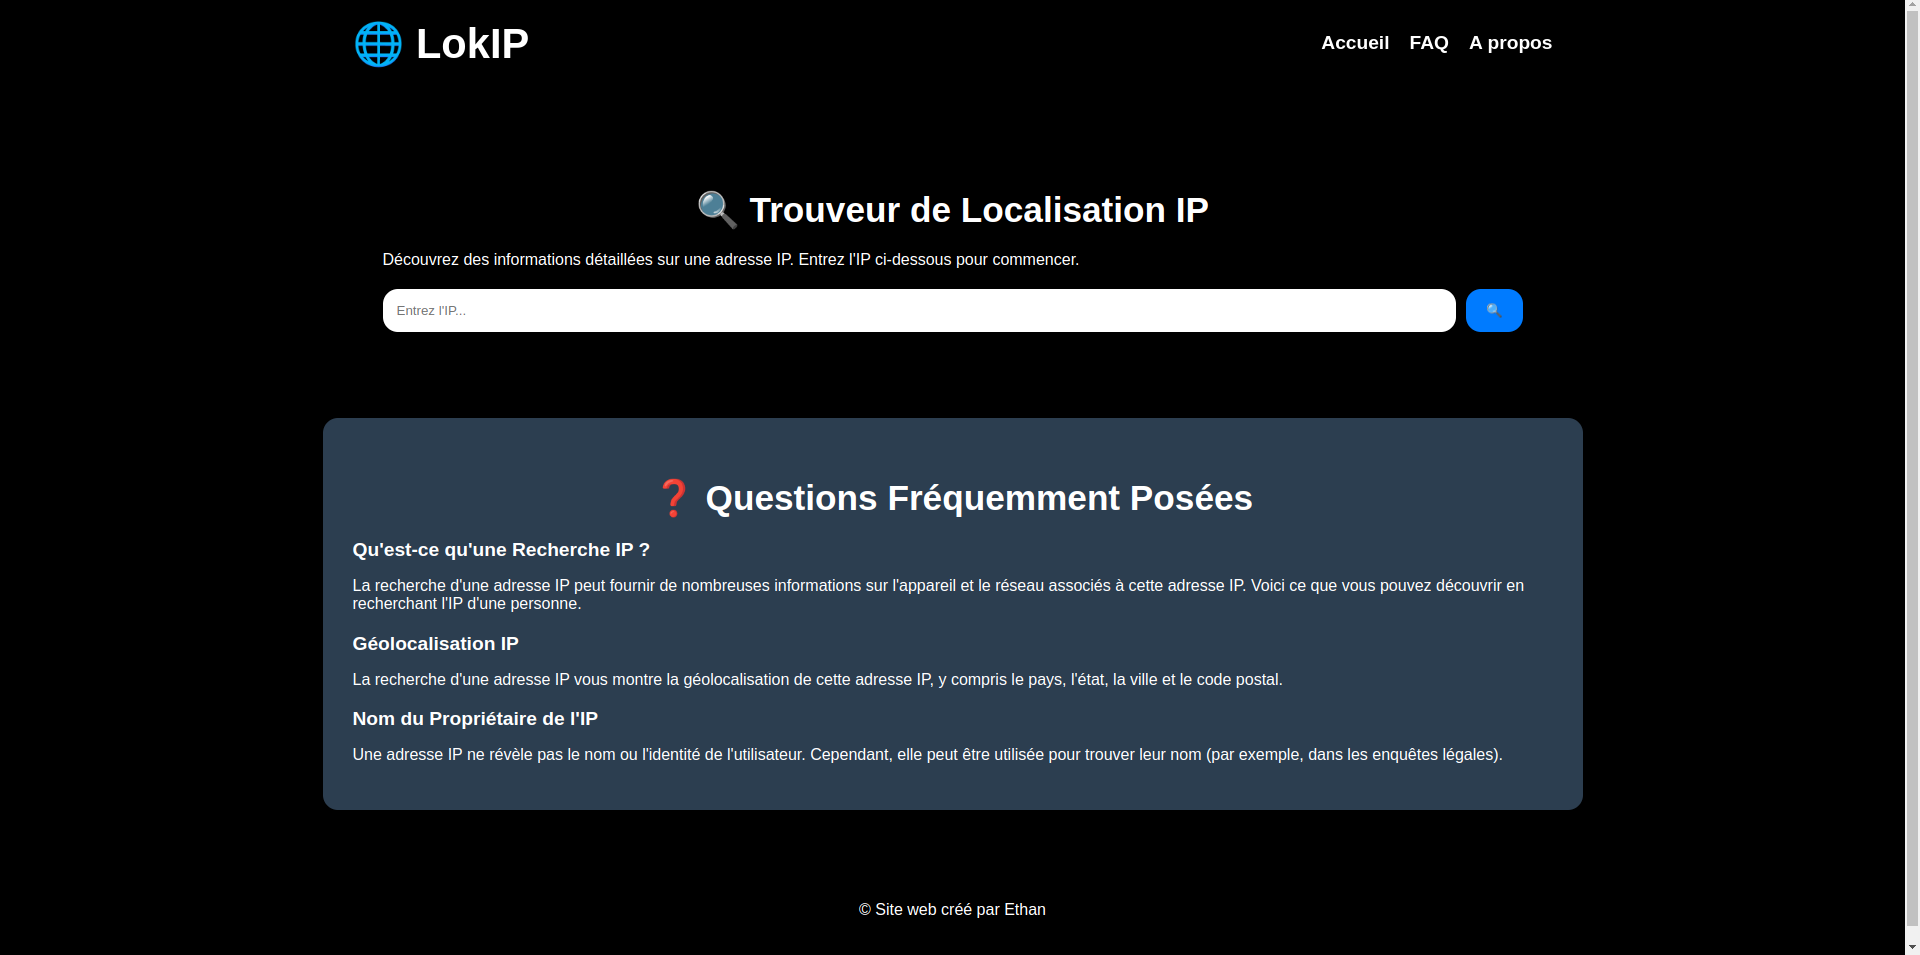 🌐 LokIP
Accueil FAQ A propos
🔍 Trouveur de Localisation IP
Découvrez des informations détaillées sur une adresse IP. Entrez l'IP ci-dessous pour commencer.
Entrez l'IP...
🔍
❓ Questions Fréquemment Posées
Qu'est-ce qu'une Recherche IP ?
La recherche d'une adresse IP peut fournir de nombreuses informations sur l'appareil et le réseau associés à cette adresse IP. Voici ce que vous pouvez découvrir en
recherchant l'IP d'une personne.
Géolocalisation IP
La recherche d'une adresse IP vous montre la géolocalisation de cette adresse IP, y compris le pays, l'état, la ville et le code postal.
Nom du Propriétaire de l'IP
Une adresse IP ne révèle pas le nom ou l'identité de l'utilisateur. Cependant, elle peut être utilisée pour trouver leur nom (par exemple, dans les enquêtes légales).
© Site web créé par Ethan